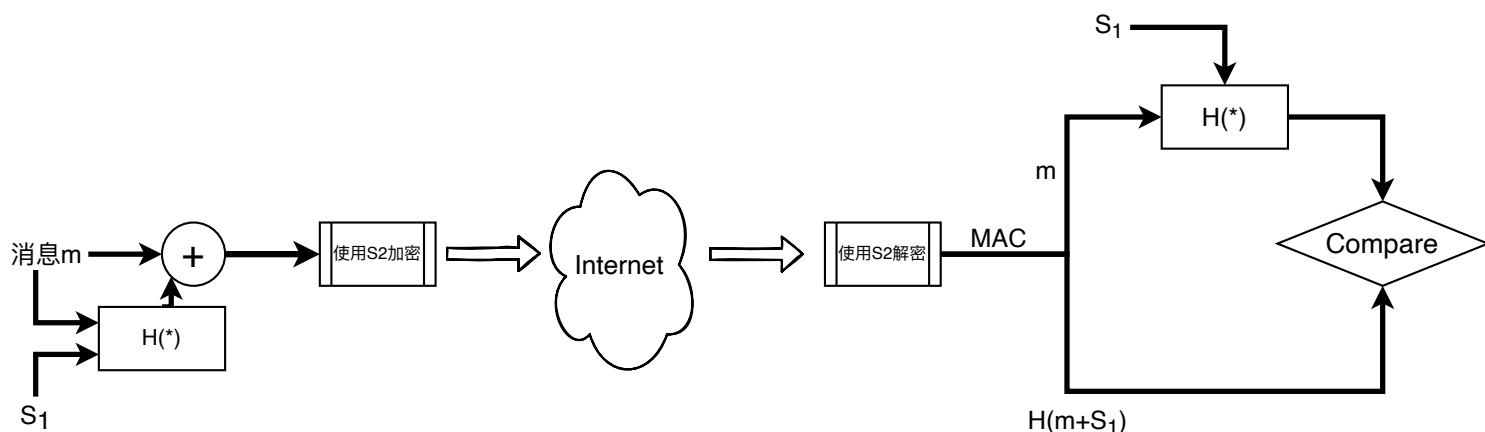 消息m
+
H(*)
S1
使用S2加密
Internet
使用S2解密
MAC
m
S1
H(*)
Compare
H(m+S1)